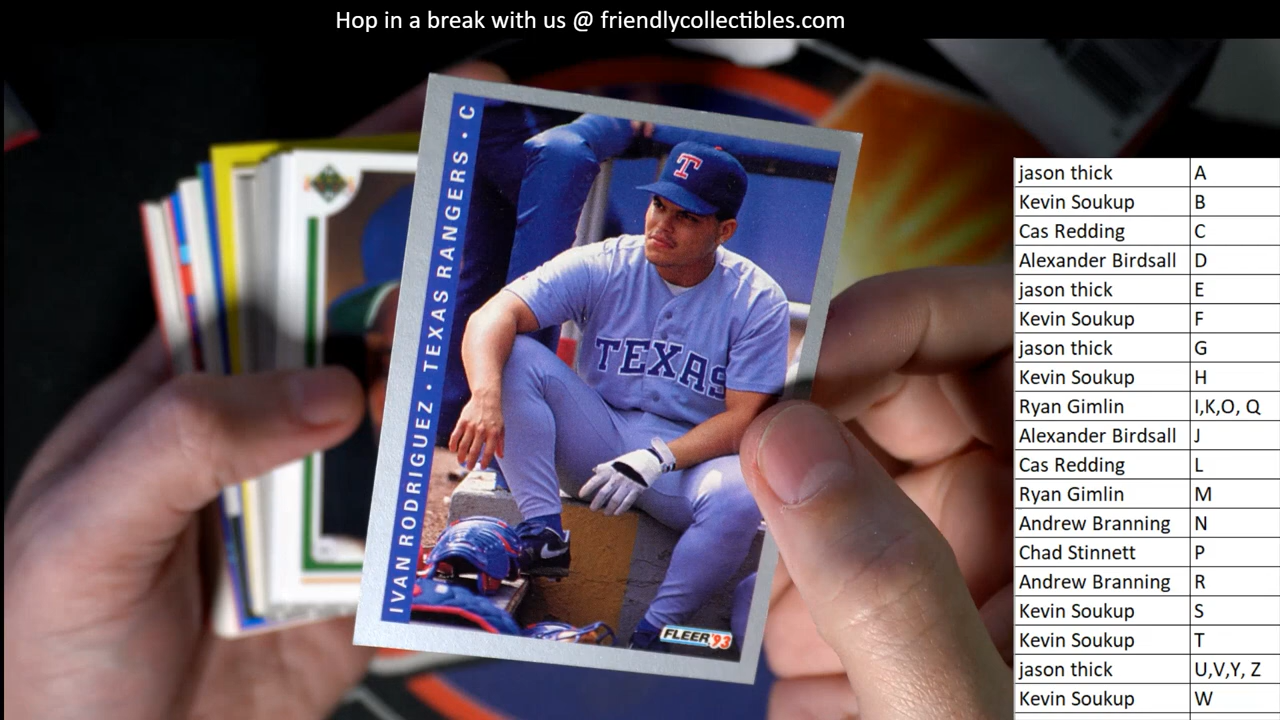 Hop in a break with us @ friendlycollectibles.com
IVAN RODRIGUEZ • TEXAS RANGERS • C
T
TEXAS
FLEER '93
jason thick A
Kevin Soukup B
Cas Redding C
Alexander Birdsall D
jason thick E
Kevin Soukup F
jason thick G
Kevin Soukup H
Ryan Gimlin I,K,O, Q
Alexander Birdsall J
Cas Redding L
Ryan Gimlin M
Andrew Branning N
Chad Stinnett P
Andrew Branning R
Kevin Soukup S
Kevin Soukup T
jason thick U,V,Y, Z
Kevin Soukup W